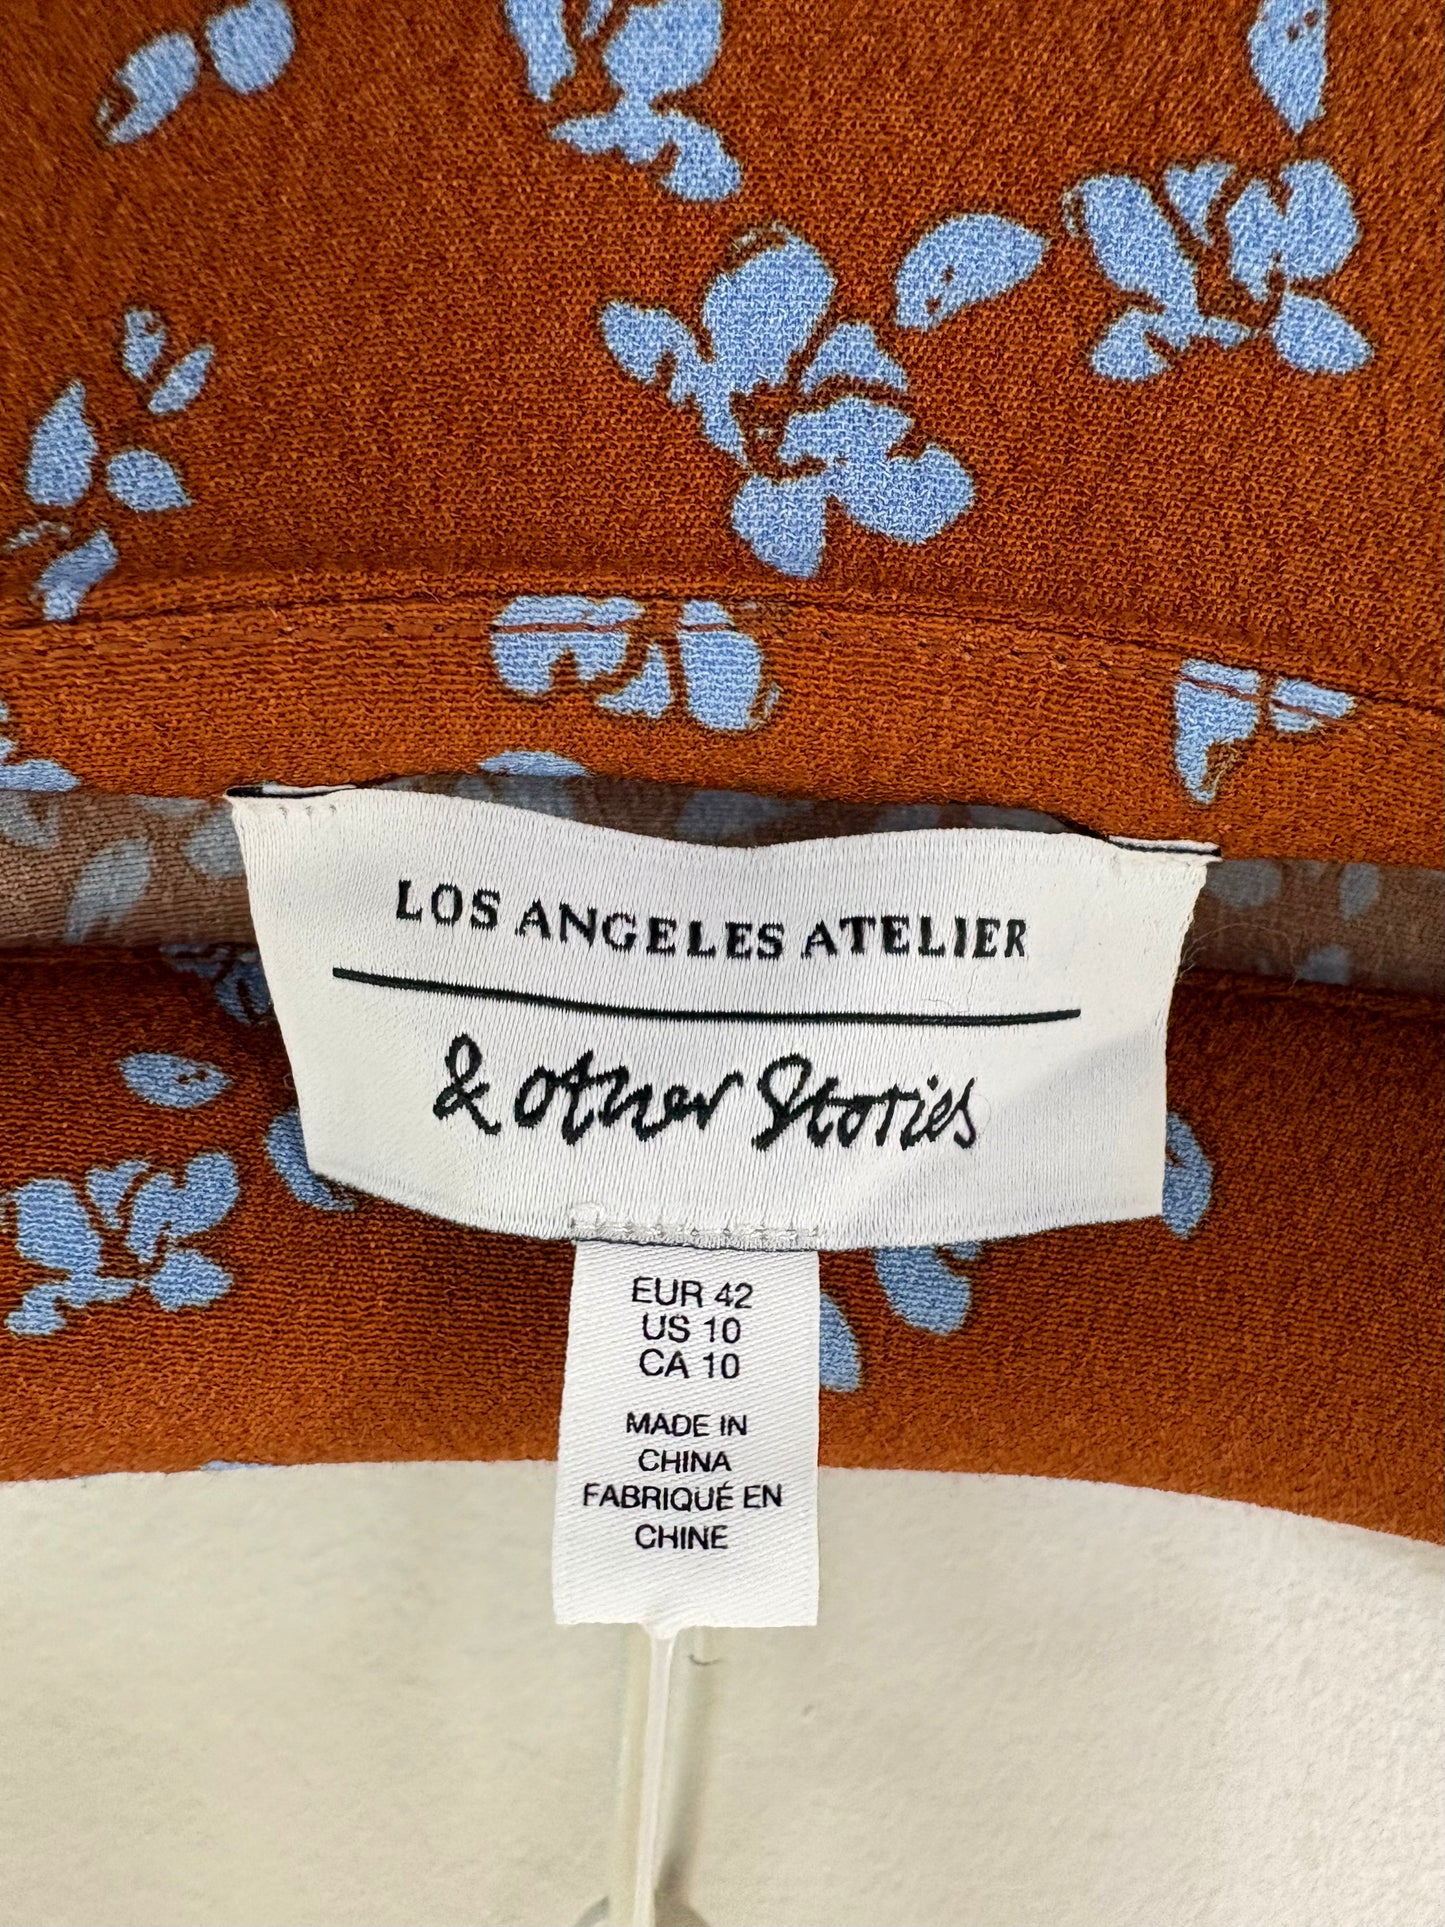 LOS ANGELES ATELIER
& other Stories
EUR 42
US 10
CA 10
MADE IN
CHINA
FABRIQUÉ EN
CHINE